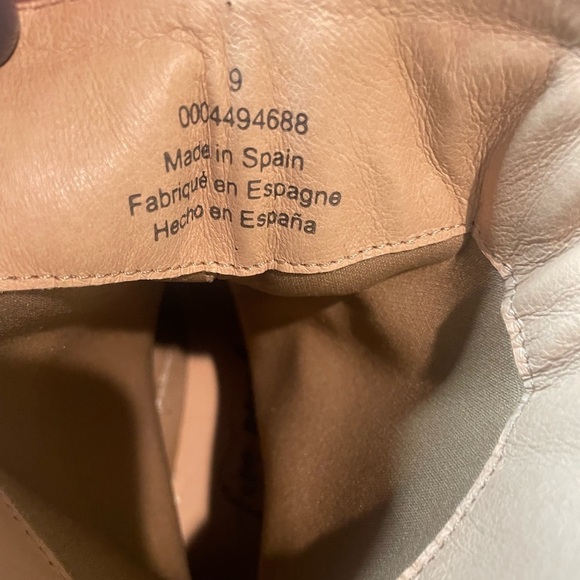 9
0004494688
Made in Spain
Fabriqué en Espagne
Hecho en España